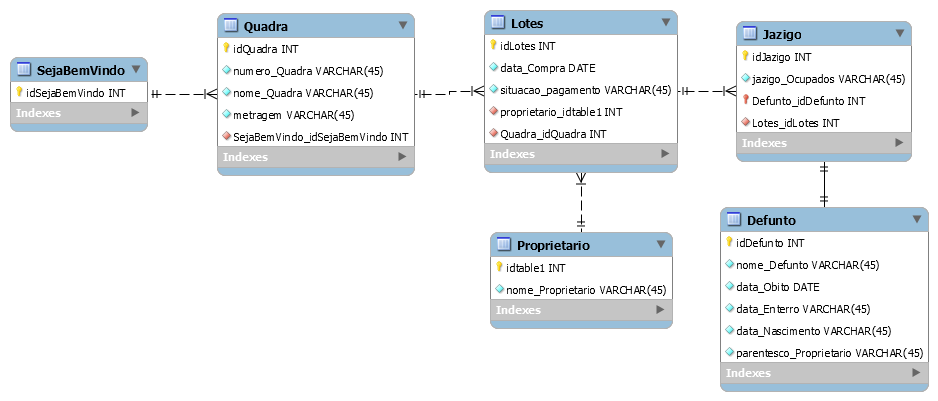 SejaBemVindo
idSejaBemVindo INT
Indexes
Quadra
idQuadra INT
numero_Quadra VARCHAR(45)
nome_Quadra VARCHAR(45)
metragem VARCHAR(45)
SejaBemVindo_idSejaBemVindo INT
Indexes
Lotes
idLotes INT
data_Compra DATE
situacao_pagamento VARCHAR(45)
proprietario_idtable1 INT
Quadra_idQuadra INT
Indexes
Jazigo
idJazigo INT
jazigo_Ocupados VARCHAR(45)
Defunto_idDefunto INT
Lotes_idLotes INT
Indexes
Proprietario
idtable1 INT
nome_Proprietario VARCHAR(45)
Indexes
Defunto
idDefunto INT
nome_Defunto VARCHAR(45)
data_Obito DATE
data_Enterro VARCHAR(45)
data_Nascimento VARCHAR(45)
parentesco_Proprietario VARCHAR(45)
Indexes